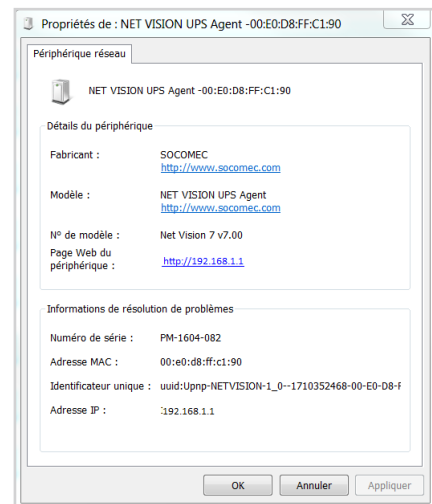 Propriétés de : NET VISION UPS Agent -00:E0:D8:FF:C1:90
Périphérique réseau
NET VISION UPS Agent -00:E0:D8:FF:C1:90
Détails du périphérique
Fabricant : SOCOMEC
http://www.socomec.com
Modèle : NET VISION UPS Agent
http://www.socomec.com
Nº de modèle : Net Vision 7 v7.00
Page Web du
périphérique : http://192.168.1.1
Informations de résolution de problèmes
Numéro de série : PM-1604-082
Adresse MAC : 00:e0:d8:ff:c1:90
Identificateur unique : uuid:Upnp-NETVISION-1_0--1710352468-00-E0-D8-F
Adresse IP : 192.168.1.1
OK Annuler Appliquer